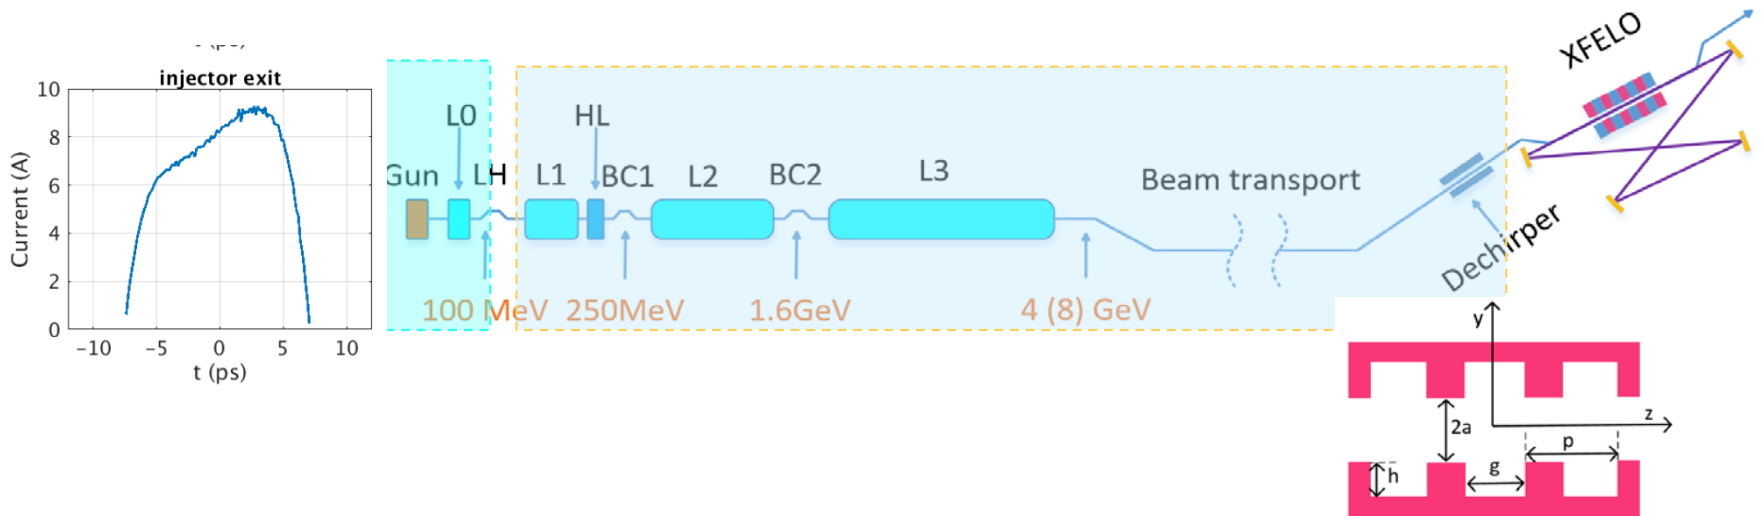 t (ps)
injector exit
10
8
6
4
2
0
Current (A)
−10 −5 0 5 10
t (ps)
Gun
L0
LH
L1
HL
BC1
L2
BC2
L3
Beam transport
Dechirper
XFELO
100 MeV
250MeV
1.6GeV
4 (8) GeV
y
z
2a
p
g
h